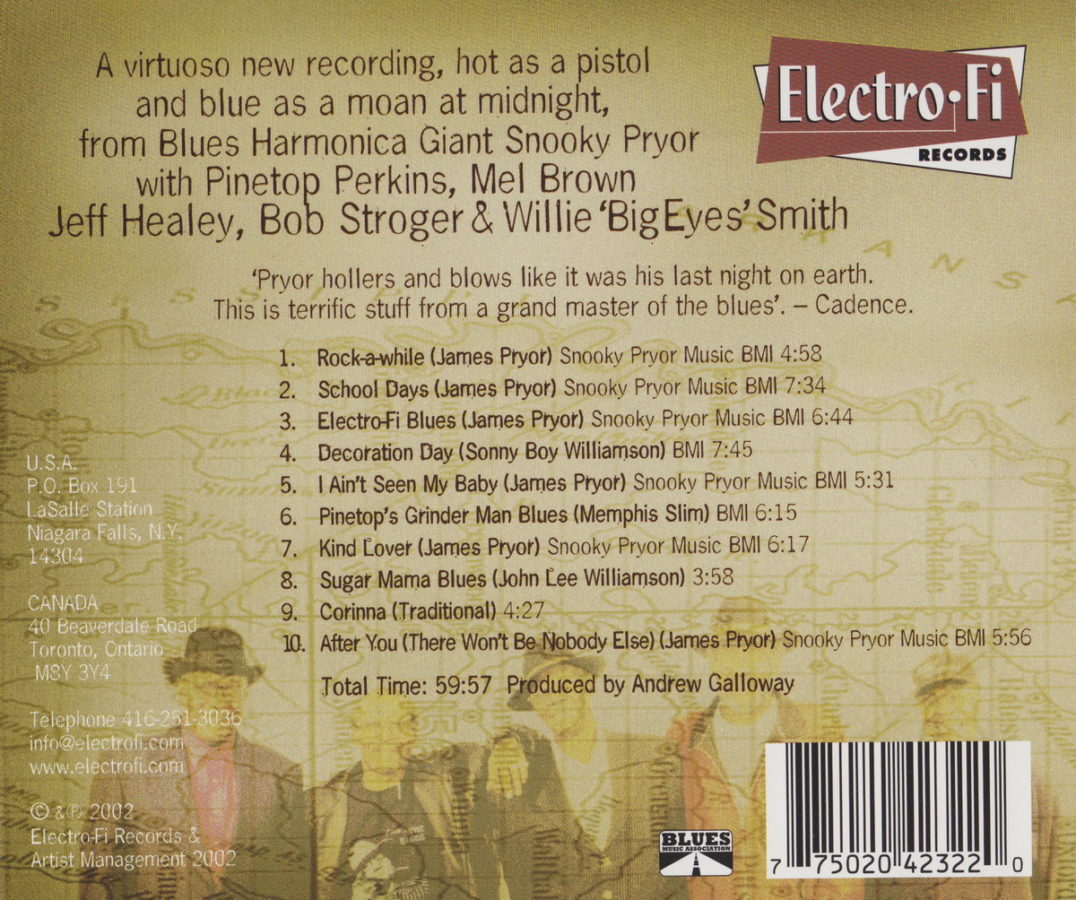 A virtuoso new recording, hot as a pistol
and blue as a moan at midnight,
from Blues Harmonica Giant Snooky Pryor
with Pinetop Perkins, Mel Brown
Jeff Healey, Bob Stroger & Willie 'Big Eyes' Smith
Electro·Fi
RECORDS
'Pryor hollers and blows like it was his last night on earth.
This is terrific stuff from a grand master of the blues'. – Cadence.
1. Rock-a-while (James Pryor) Snooky Pryor Music BMI 4:58
2. School Days (James Pryor) Snooky Pryor Music BMI 7:34
3. Electro-Fi Blues (James Pryor) Snooky Pryor Music BMI 6:44
4. Decoration Day (Sonny Boy Williamson) BMI 7:45
5. I Ain't Seen My Baby (James Pryor) Snooky Pryor Music BMI 5:31
6. Pinetop's Grinder Man Blues (Memphis Slim) BMI 6:15
7. Kind Lover (James Pryor) Snooky Pryor Music BMI 6:17
8. Sugar Mama Blues (John Lee Williamson) 3:58
9. Corinna (Traditional) 4:27
10. After You (There Won't Be Nobody Else) (James Pryor) Snooky Pryor Music BMI 5:56
Total Time: 59:57 Produced by Andrew Galloway
U.S.A.
P.O. Box 191
LaSalle Station
Niagara Falls, N.Y.
14304
CANADA
40 Beaverdale Road
Toronto, Ontario
M8Y 3Y4
Telephone 416-251-3036
info@electrofi.com
www.electrofi.com
© & ℗ 2002
Electro-Fi Records &
Artist Management 2002
BLUES
MUSIC ASSOCIATION
7 75020 42322 0